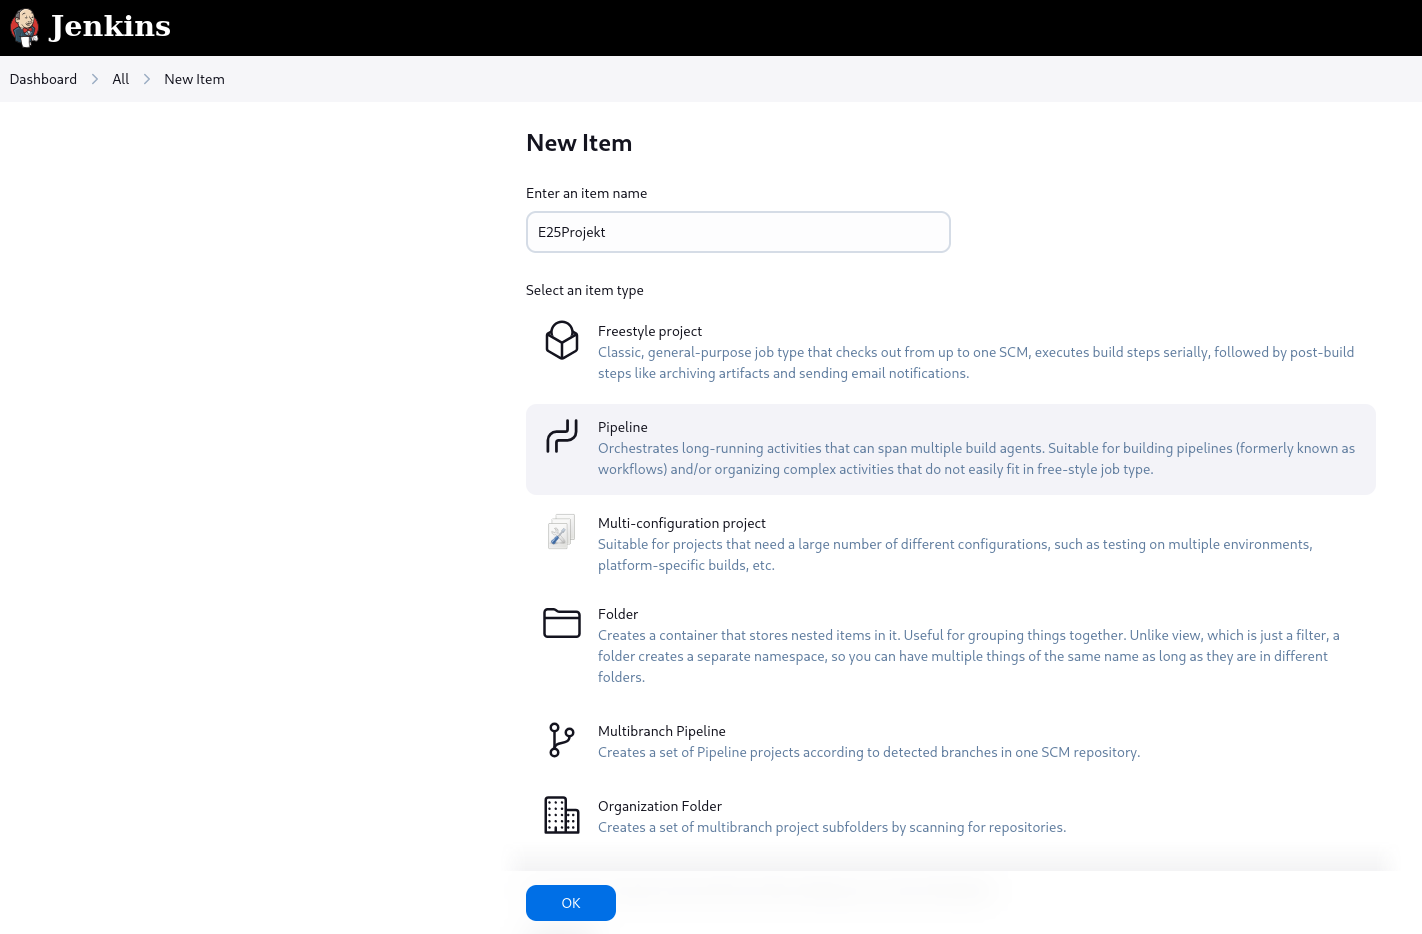 Jenkins
Dashboard > All > New Item
New Item
Enter an item name
E25Projekt
Select an item type
Freestyle project
Classic, general-purpose job type that checks out from up to one SCM, executes build steps serially, followed by post-build
steps like archiving artifacts and sending email notifications.
Pipeline
Orchestrates long-running activities that can span multiple build agents. Suitable for building pipelines (formerly known as
workflows) and/or organizing complex activities that do not easily fit in free-style job type.
Multi-configuration project
Suitable for projects that need a large number of different configurations, such as testing on multiple environments,
platform-specific builds, etc.
Folder
Creates a container that stores nested items in it. Useful for grouping things together. Unlike view, which is just a filter, a
folder creates a separate namespace, so you can have multiple things of the same name as long as they are in different
folders.
Multibranch Pipeline
Creates a set of Pipeline projects according to detected branches in one SCM repository.
Organization Folder
Creates a set of multibranch project subfolders by scanning for repositories.
OK